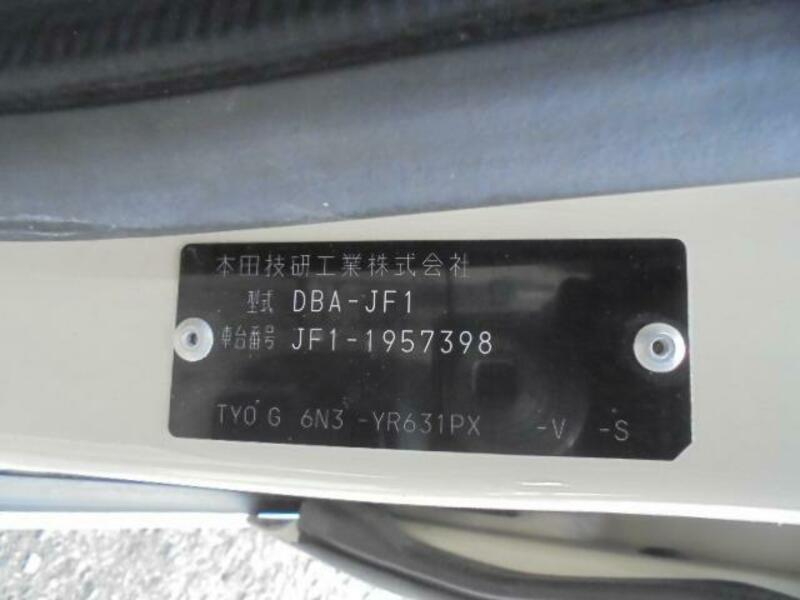 本田技研工業株式会社
型式 DBA-JF1
車台番号 JF1-1957398
TYO G 6N3 -YR631PX -V -S